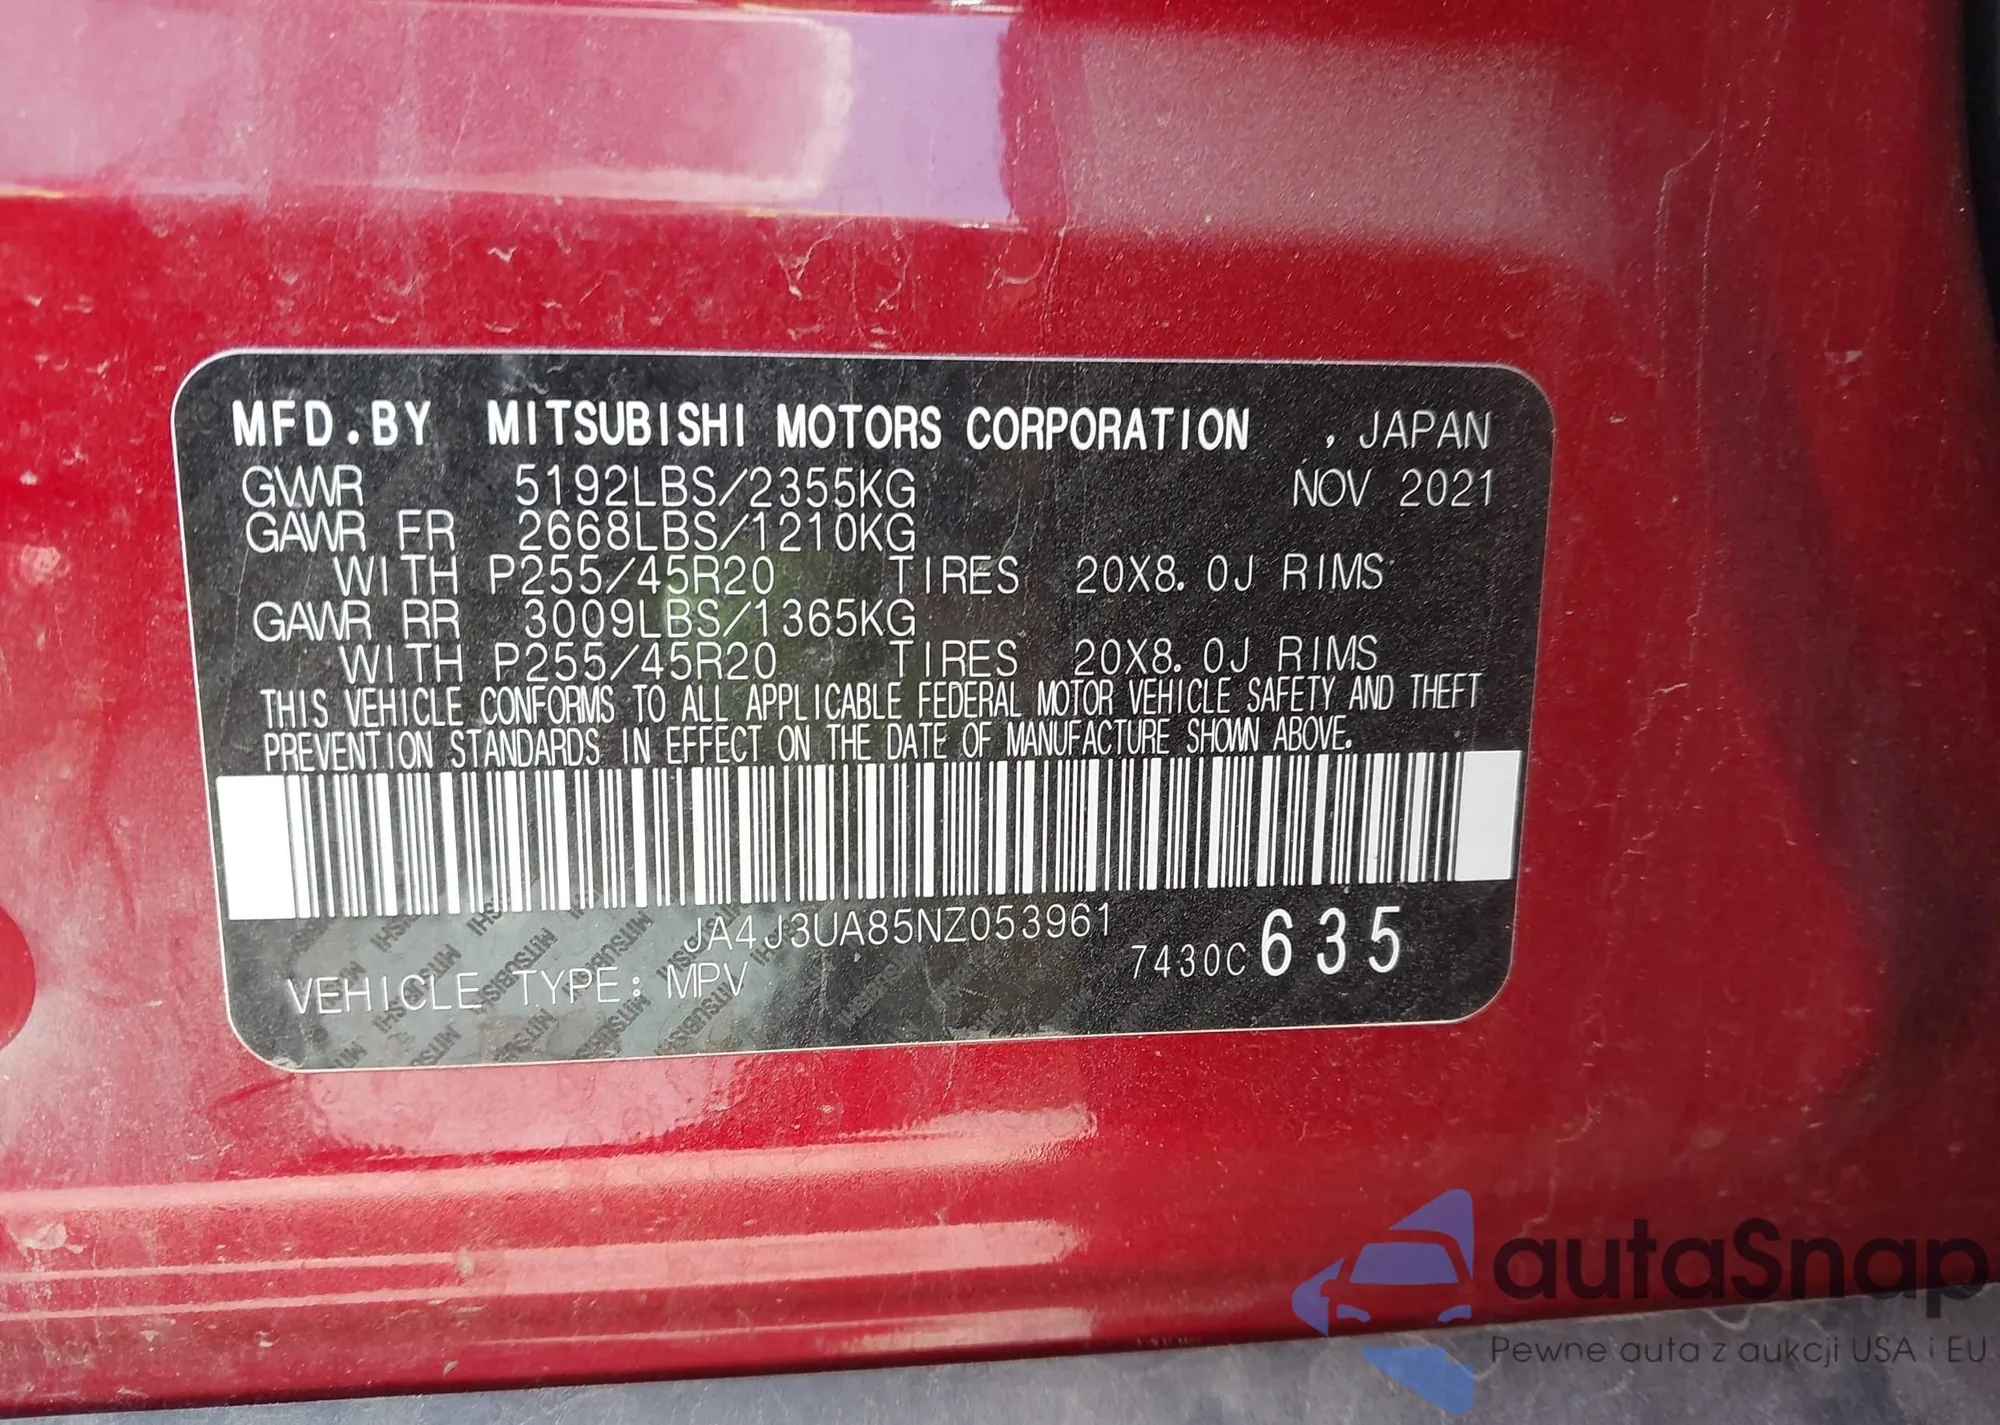 MFD.BY MITSUBISHI MOTORS CORPORATION , JAPAN
GVWR 5192LBS/2355KG NOV 2021
GAWR FR 2668LBS/1210KG
WITH P255/45R20 TIRES 20X8.0J RIMS
GAWR RR 3009LBS/1365KG
WITH P255/45R20 TIRES 20X8.0J RIMS
THIS VEHICLE CONFORMS TO ALL APPLICABLE FEDERAL MOTOR VEHICLE SAFETY AND THEFT
PREVENTION STANDARDS IN EFFECT ON THE DATE OF MANUFACTURE SHOWN ABOVE.
JA4J3UA85NZ053961
7430C 635
VEHICLE TYPE: MPV
autaSnap
Pewne auta z aukcji USA i EU